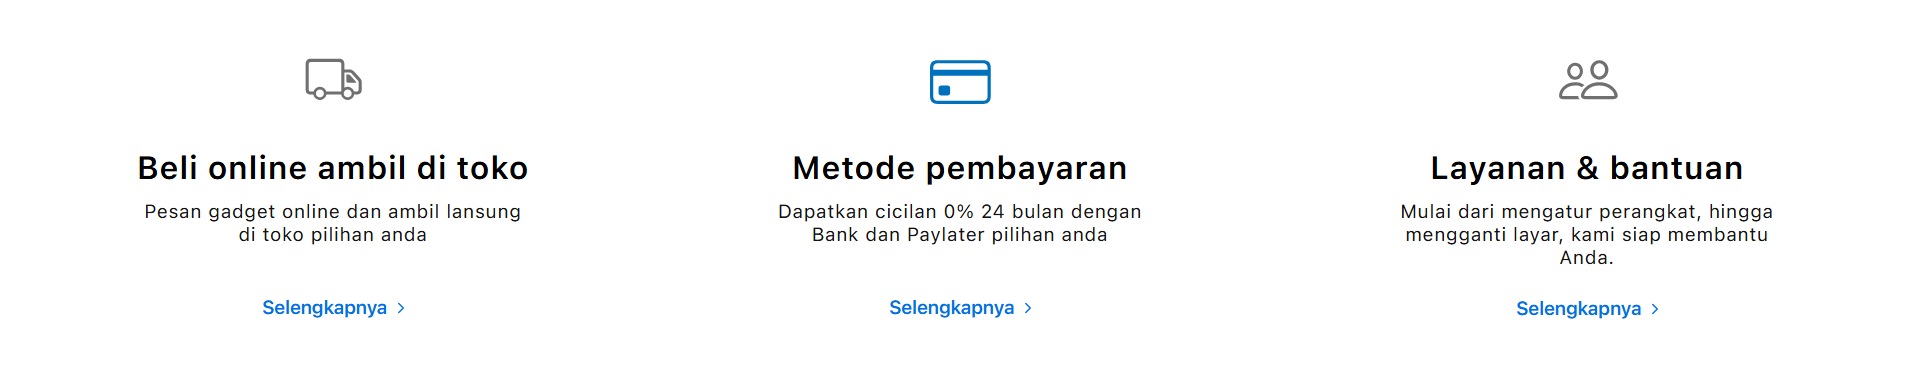 Beli online ambil di toko
Pesan gadget online dan ambil lansung
di toko pilihan anda
Selengkapnya
Metode pembayaran
Dapatkan cicilan 0% 24 bulan dengan
Bank dan Paylater pilihan anda
Selengkapnya
Layanan & bantuan
Mulai dari mengatur perangkat, hingga
mengganti layar, kami siap membantu
Anda.
Selengkapnya